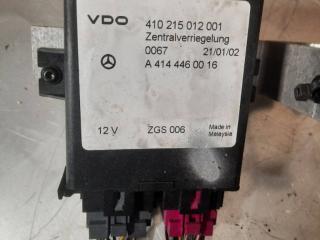 VDO 410 215 012 001
Zentralverriegelung
0067 21/01/02
A 414 446 00 16
12 V ZGS 006 Made in
Malaysia